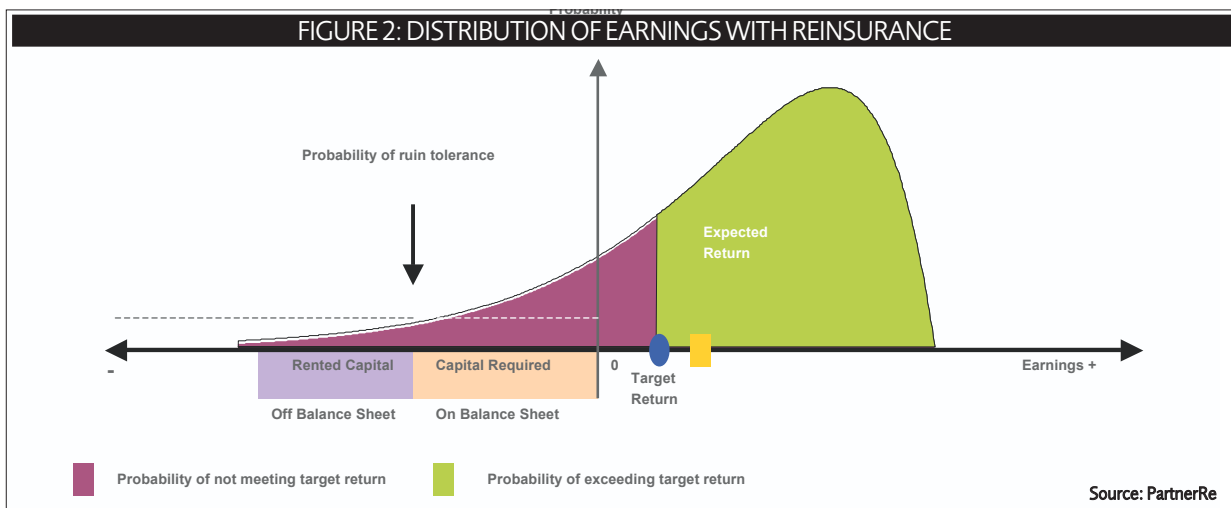 Probability
FIGURE 2: DISTRIBUTION OF EARNINGS WITH REINSURANCE
Probability of ruin tolerance
Expected
Return
-
Rented Capital
Capital Required
0
Target
Return
Earnings +
Off Balance Sheet
On Balance Sheet
Probability of not meeting target return
Probability of exceeding target return
Source: PartnerRe